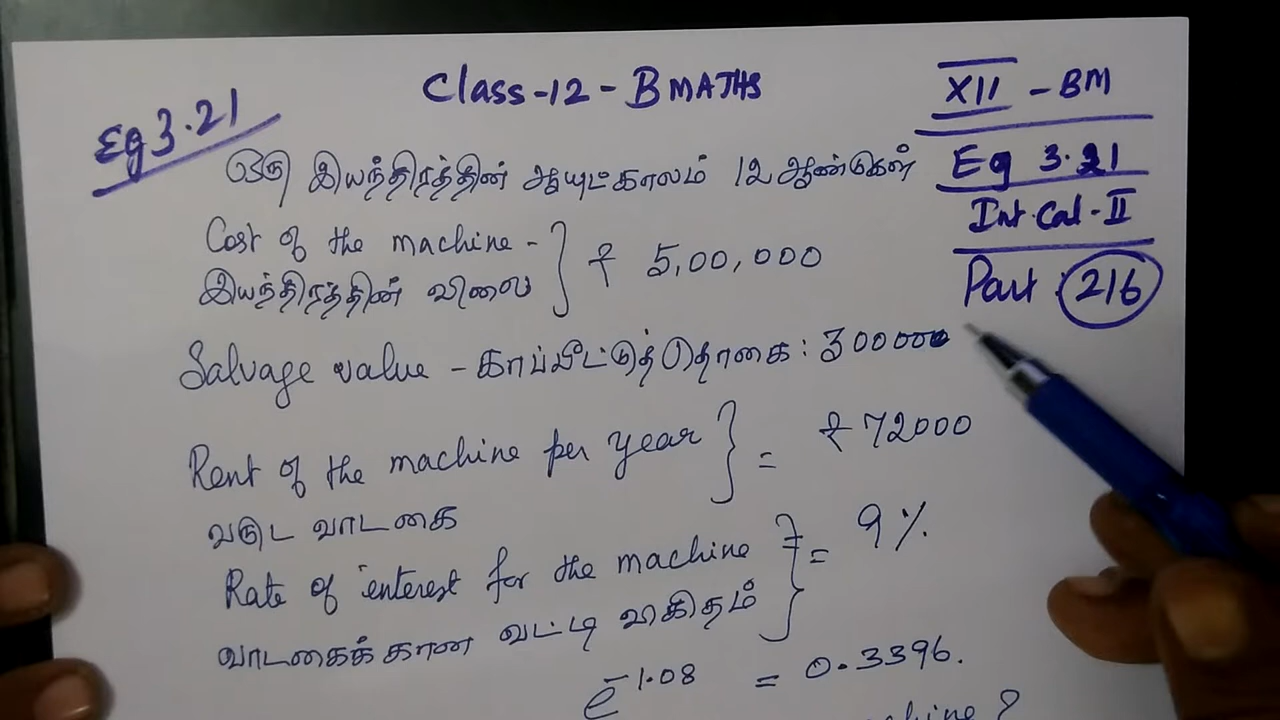 Class-12 - BMATHS
XII - BM
Eg 3.21
Eg 3.21
Int. Cal - II
Part : 216
ஒரு இயந்திரத்தின் ஆயுட்காலம் 12 ஆண்டுகள்
Cost of the machine -
இயந்திரத்தின் விலை } ₹ 5,00,000
Salvage value - காப்பீட்டுத் தொகை : 300000
Rent of the machine per year } = ₹ 72000
வருட வாடகை
Rate of interest for the machine } = 9%
வாடகைக்கான வட்டி விகிதம்
e^-1.08 = 0.3396.
machine ?